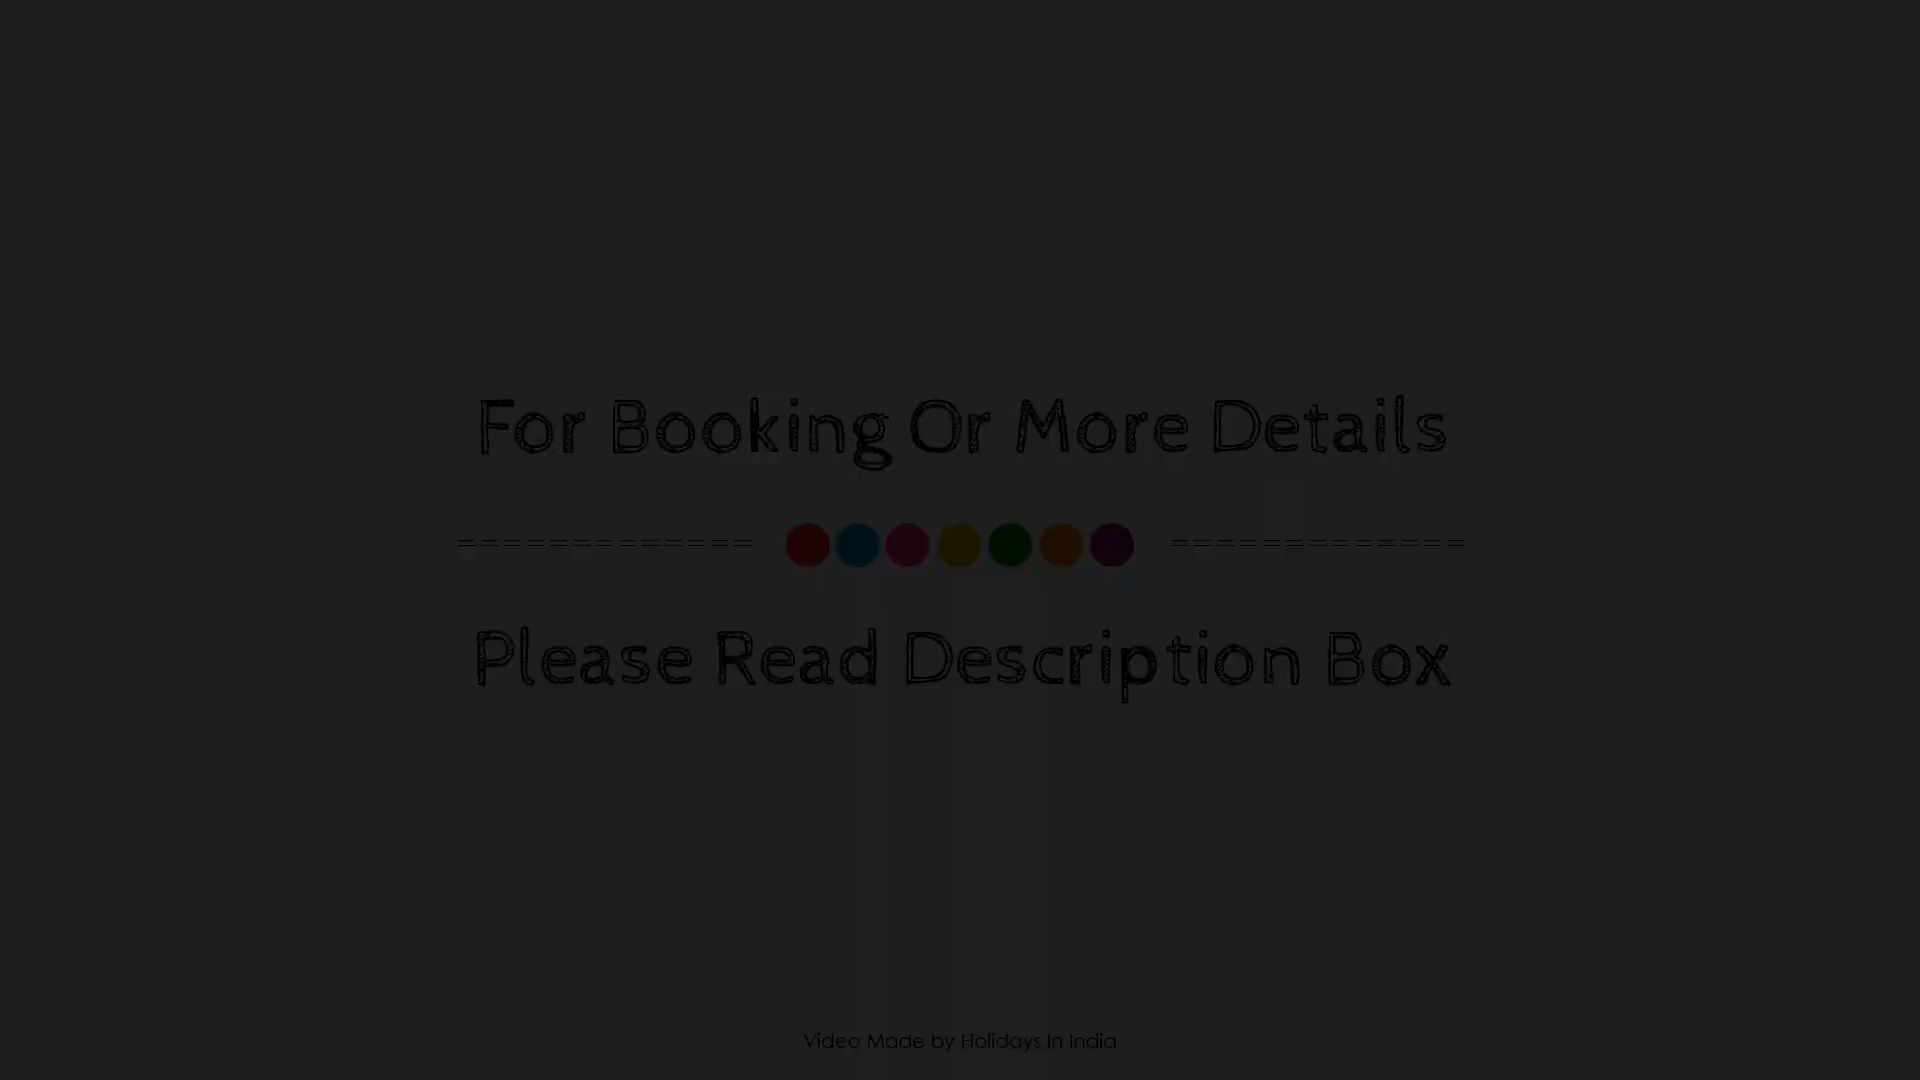 For Booking Or More Details
============= =============
Please Read Description Box
Video Made by Holidays In India